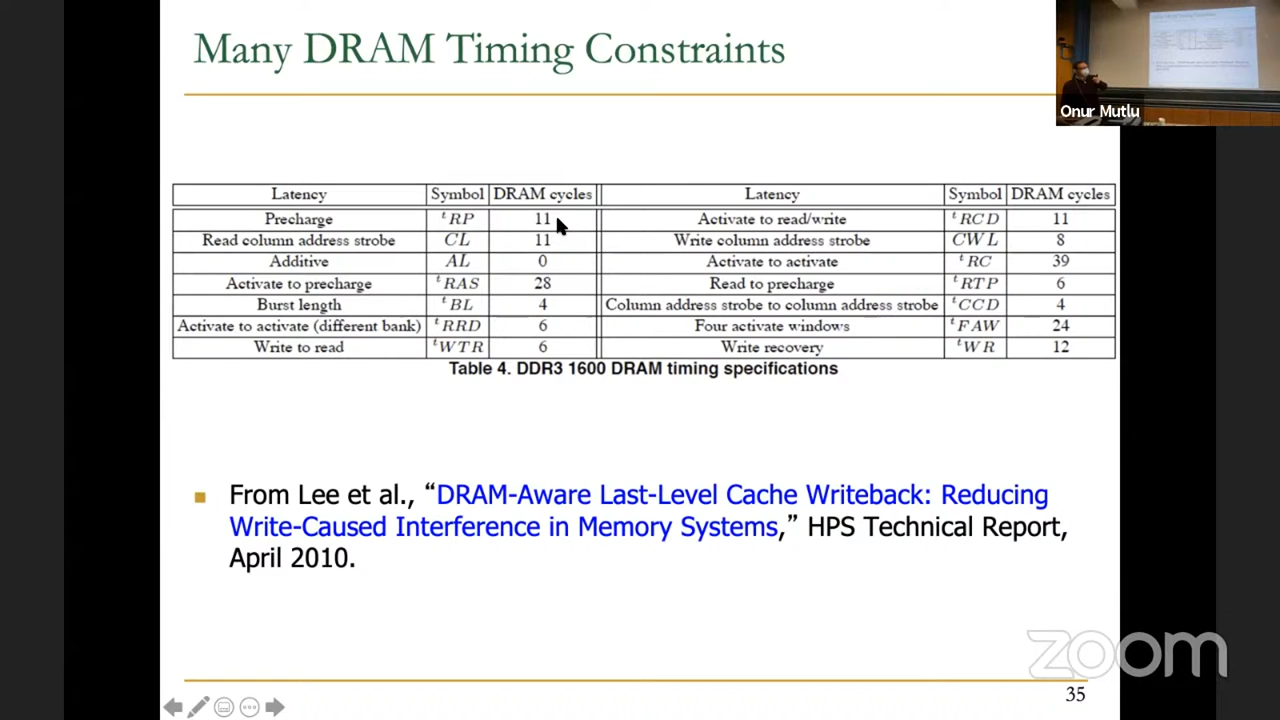 Many DRAM Timing Constraints
Onur Mutlu
Latency Symbol DRAM cycles Latency Symbol DRAM cycles
Precharge tRP 11 Activate to read/write tRCD 11
Read column address strobe CL 11 Write column address strobe CWL 8
Additive AL 0 Activate to activate tRC 39
Activate to precharge tRAS 28 Read to precharge tRTP 6
Burst length tBL 4 Column address strobe to column address strobe tCCD 4
Activate to activate (different bank) tRRD 6 Four activate windows tFAW 24
Write to read tWTR 6 Write recovery tWR 12
Table 4. DDR3 1600 DRAM timing specifications
From Lee et al., “DRAM-Aware Last-Level Cache Writeback: Reducing
Write-Caused Interference in Memory Systems,” HPS Technical Report,
April 2010.
zoom
35